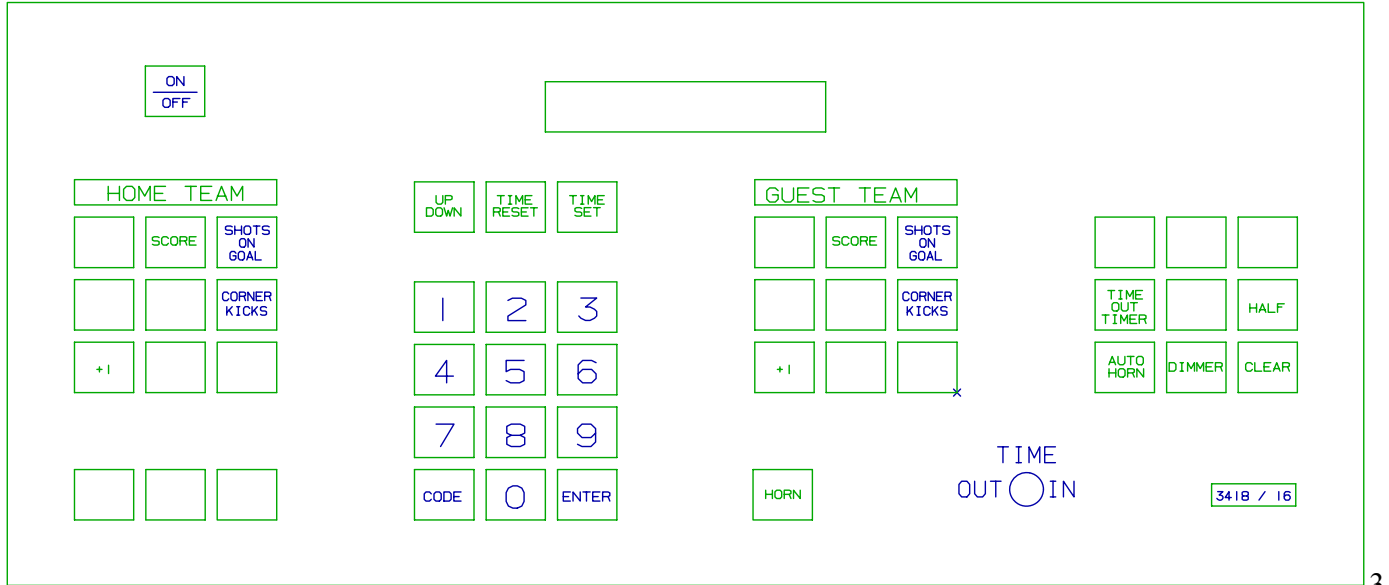 ON
OFF
HOME TEAM
UP
DOWN
TIME
RESET
TIME
SET
GUEST TEAM
SCORE
SHOTS
ON
GOAL
SCORE
SHOTS
ON
GOAL
CORNER
KICKS
1 2 3
CORNER
KICKS
TIME
OUT
TIMER
HALF
+1
4 5 6
+1
AUTO
HORN
DIMMER
CLEAR
7 8 9
TIME
OUT IN
CODE 0 ENTER
HORN
3418 / 16